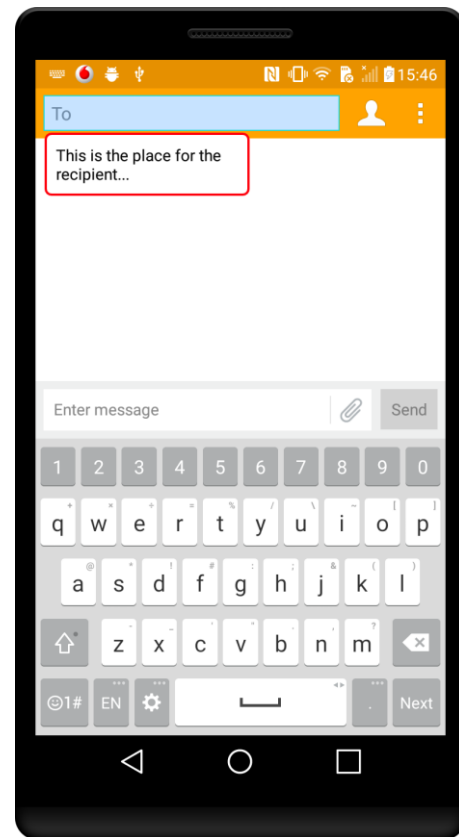 15:46
To
This is the place for the
recipient...
Enter message
Send
1 2 3 4 5 6 7 8 9 0
+ × ÷ = % / \ ~ [ ]
q w e r t y u i o p
@ * ! # : ; & ( )
a s d f g h j k l
- _ " ' , ?
z x c v b n m
☺1# EN . Next